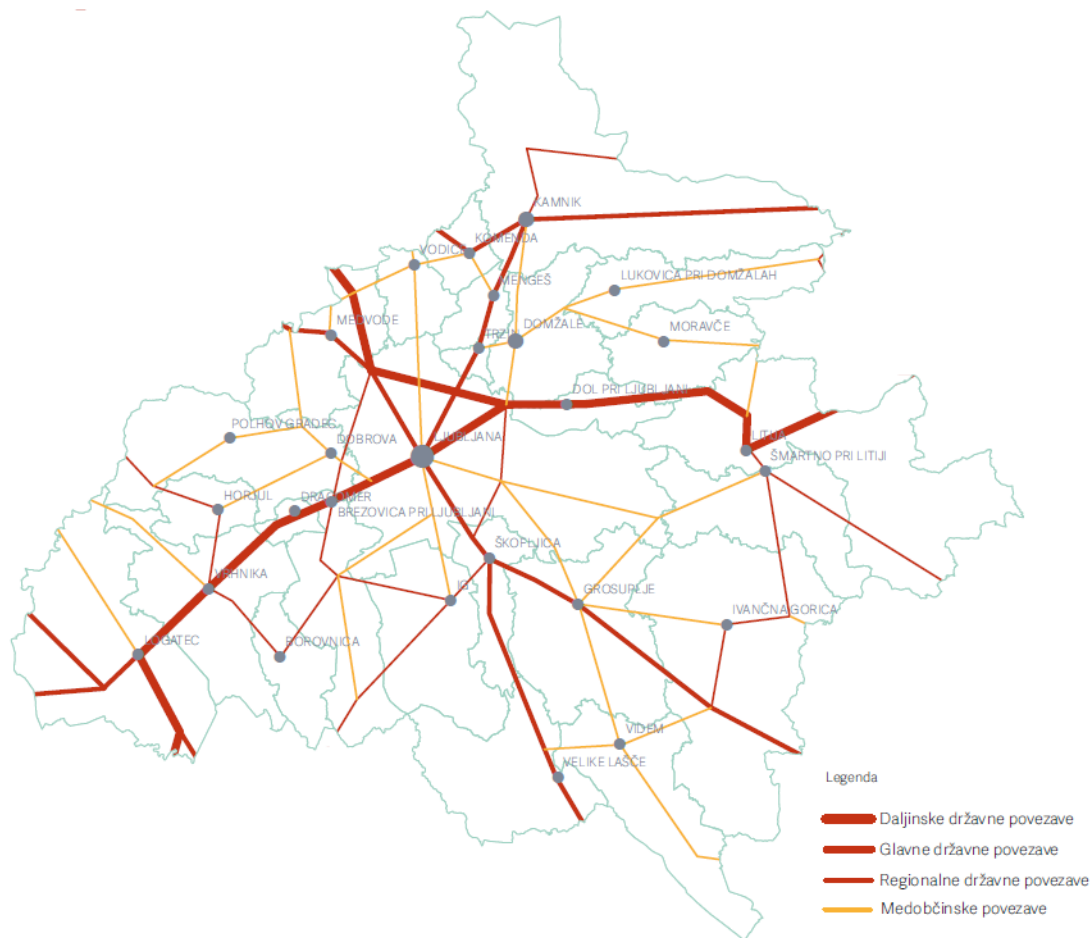 KAMNIK
KOMENDA
VODICE
LUKOVICA PRI DOMŽALAH
MENGEŠ
MEDVODE
TRZIN
DOMŽALE
MORAVČE
DOL PRI LJUBLJANI
POLHOV GRADEC
DOBROVA
LJUBLJANA
LITIJA
ŠMARTNO PRI LITIJI
HORJUL
DRAGOMER
BREZOVICA PRI LJUBLJANI
ŠKOFLJICA
VRHNIKA
IG
GROSUPLJE
IVANČNA GORICA
LOGATEC
BOROVNICA
VIDEM
VELIKE LAŠČE
Legenda
Daljinske državne povezave
Glavne državne povezave
Regionalne državne povezave
Medobčinske povezave